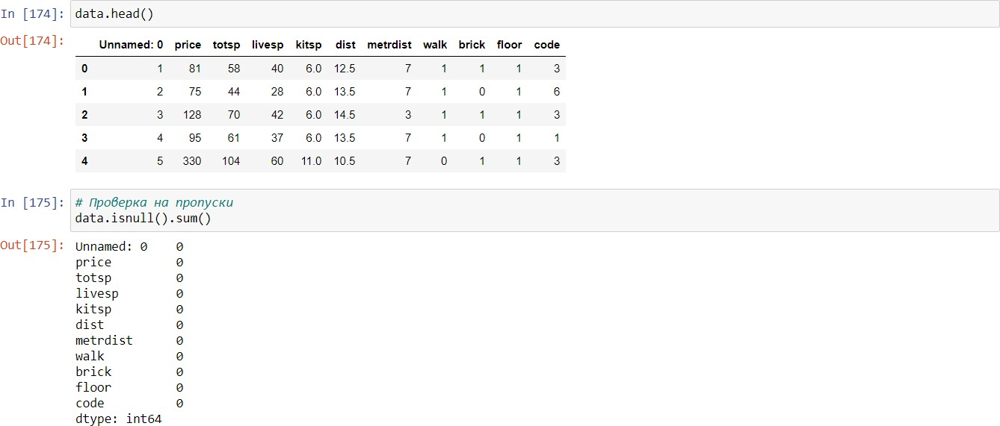 In [174]: data.head()
Out[174]:
Unnamed: 0 price totsp livesp kitsp dist metrdist walk brick floor code
0 1 81 58 40 6.0 12.5 7 1 1 1 3
1 2 75 44 28 6.0 13.5 7 1 0 1 6
2 3 128 70 42 6.0 14.5 3 1 1 1 3
3 4 95 61 37 6.0 13.5 7 1 0 1 1
4 5 330 104 60 11.0 10.5 7 0 1 1 3
In [175]: # Проверка на пропуски
data.isnull().sum()
Out[175]: Unnamed: 0 0
price 0
totsp 0
livesp 0
kitsp 0
dist 0
metrdist 0
walk 0
brick 0
floor 0
code 0
dtype: int64